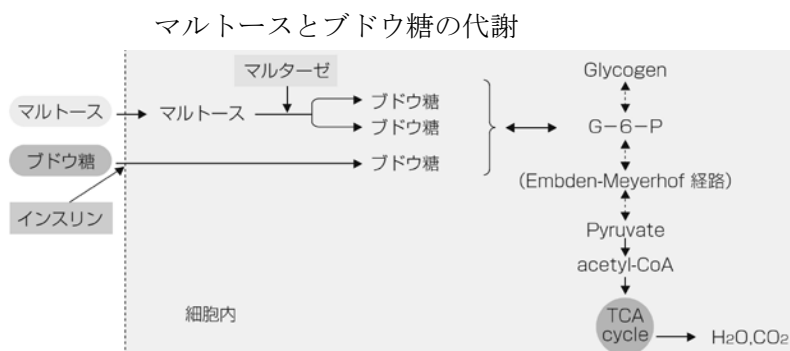 マルトースとブドウ糖の代謝
マルターゼ
Glycogen
マルトース
マルトース
ブドウ糖
ブドウ糖
G-6-P
ブドウ糖
ブドウ糖
(Embden-Meyerhof 経路)
インスリン
Pyruvate
acetyl-CoA
細胞内
TCA
cycle
H2O,CO2